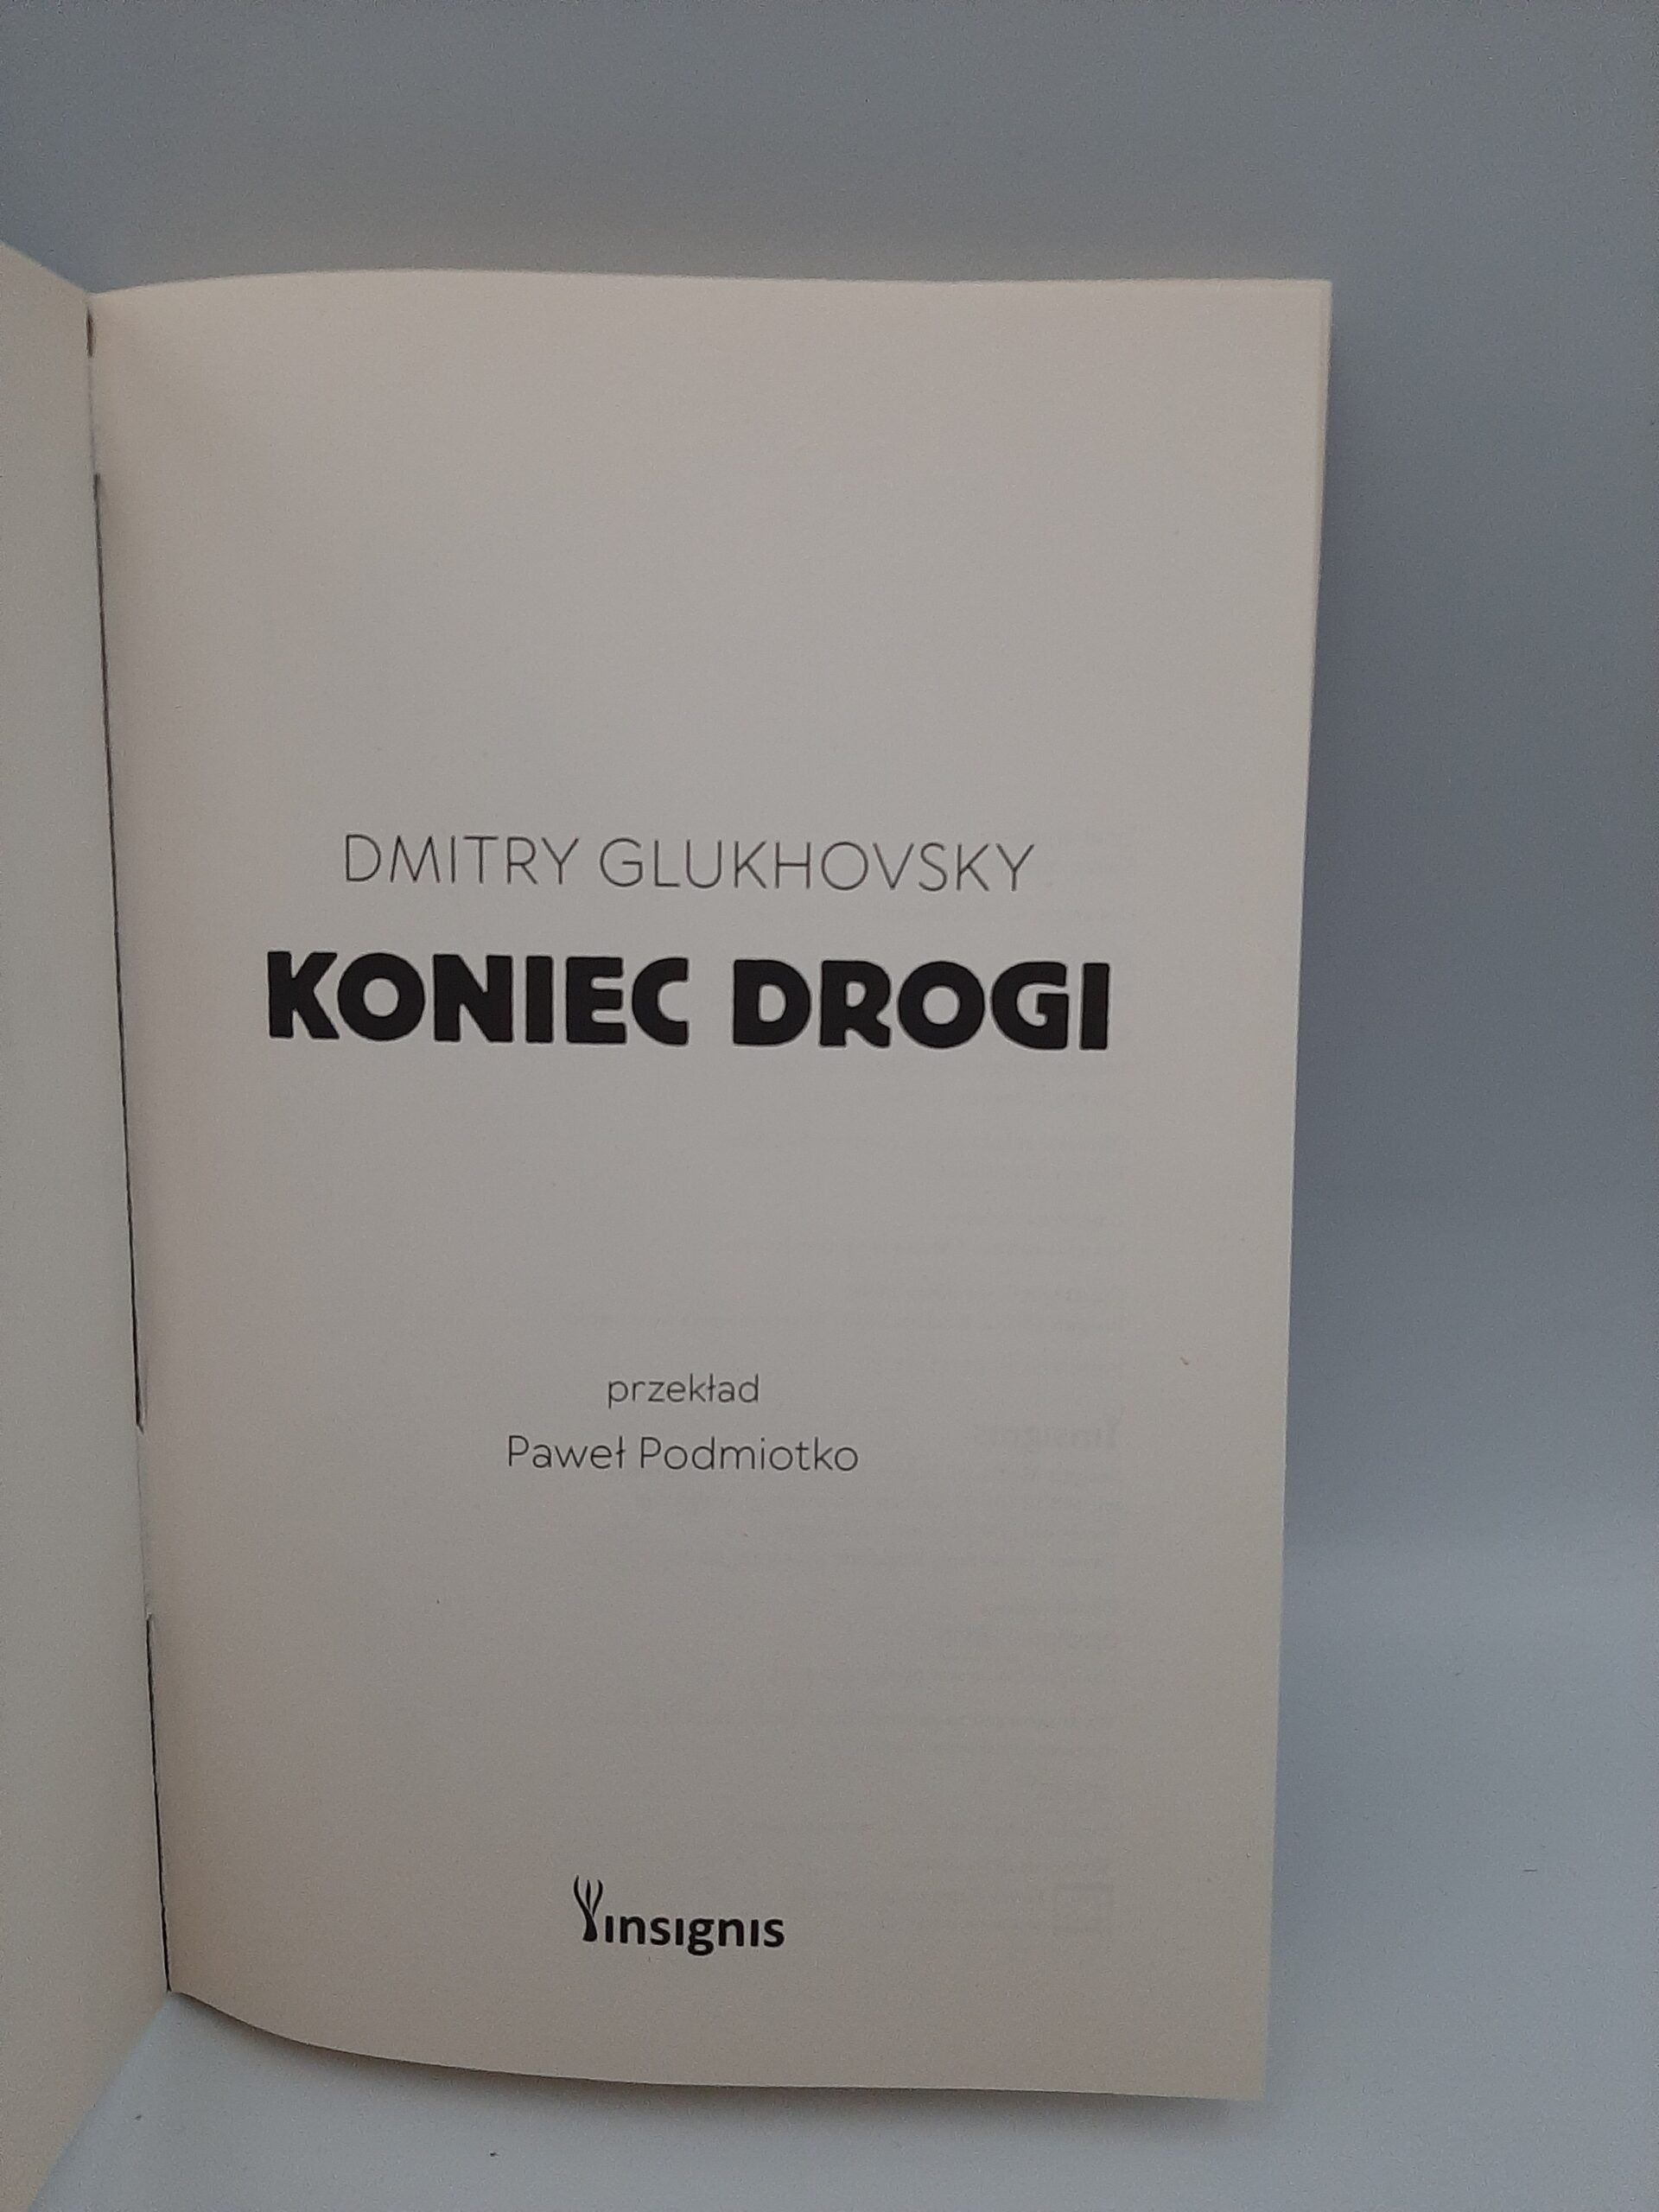 DMITRY GLUKHOVSKY
KONIEC DROGI
przekład
Paweł Podmiotko
insignis